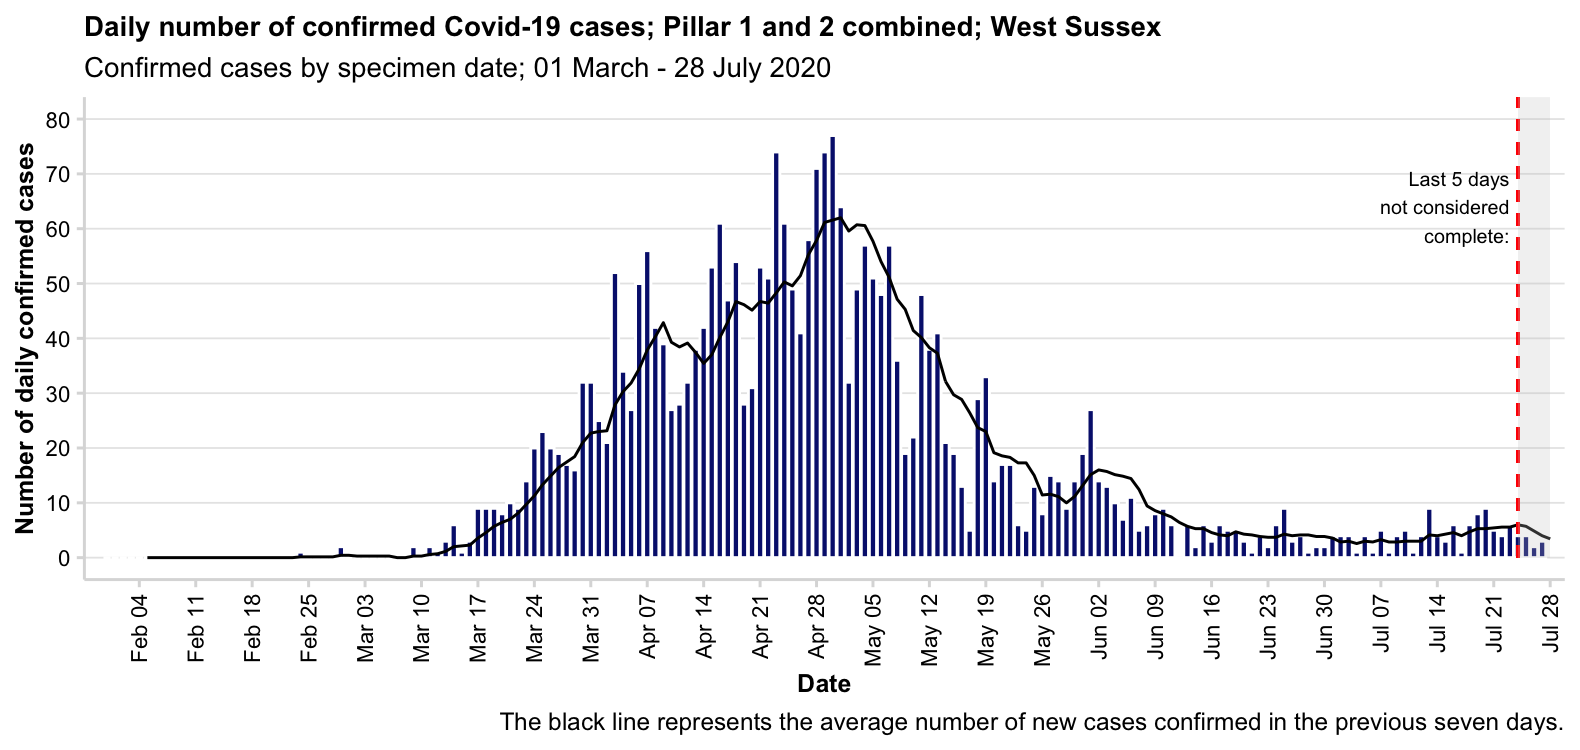 Daily number of confirmed Covid-19 cases; Pillar 1 and 2 combined; West Sussex
Confirmed cases by specimen date; 01 March - 28 July 2020
Number of daily confirmed cases
80
70
60
50
40
30
20
10
0
Last 5 days
not considered
complete:
Feb 04
Feb 11
Feb 18
Feb 25
Mar 03
Mar 10
Mar 17
Mar 24
Mar 31
Apr 07
Apr 14
Apr 21
Apr 28
May 05
May 12
May 19
May 26
Jun 02
Jun 09
Jun 16
Jun 23
Jun 30
Jul 07
Jul 14
Jul 21
Jul 28
Date
The black line represents the average number of new cases confirmed in the previous seven days.